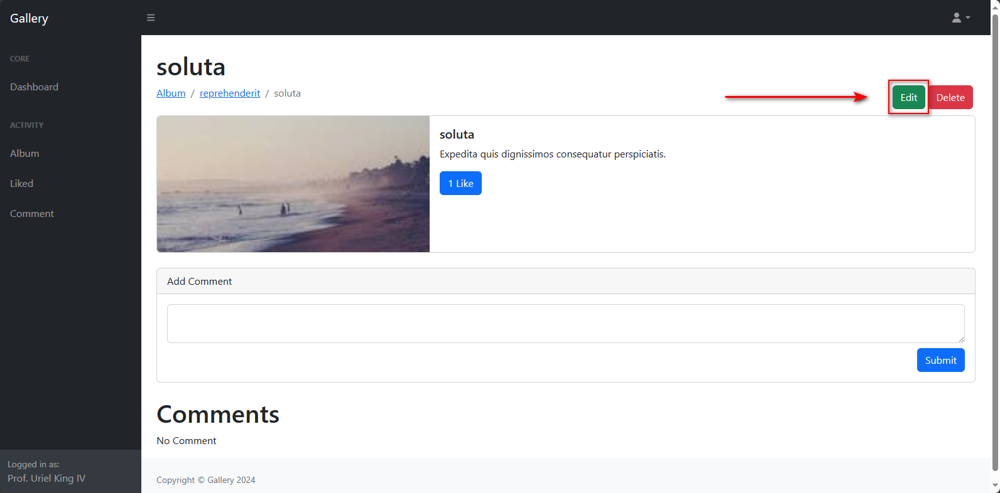 Gallery
CORE
Dashboard
ACTIVITY
Album
Liked
Comment
Logged in as:
Prof. Uriel King IV
soluta
Album / reprehenderit / soluta
Edit
Delete
soluta
Expedita quis dignissimos consequatur perspiciatis.
1 Like
Add Comment
Submit
Comments
No Comment
Copyright © Gallery 2024